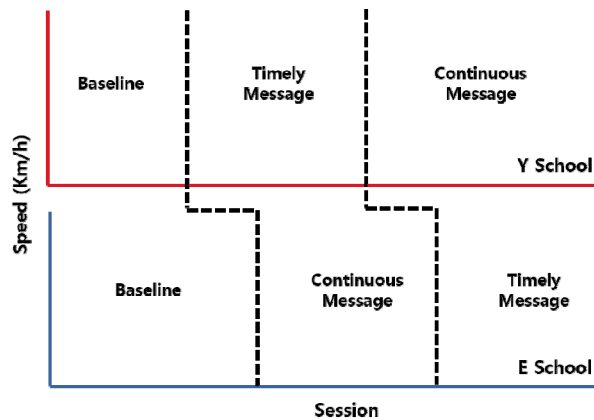 Baseline
Timely
Message
Continuous
Message
Y School
Speed (Km/h)
Baseline
Continuous
Message
Timely
Message
E School
Session